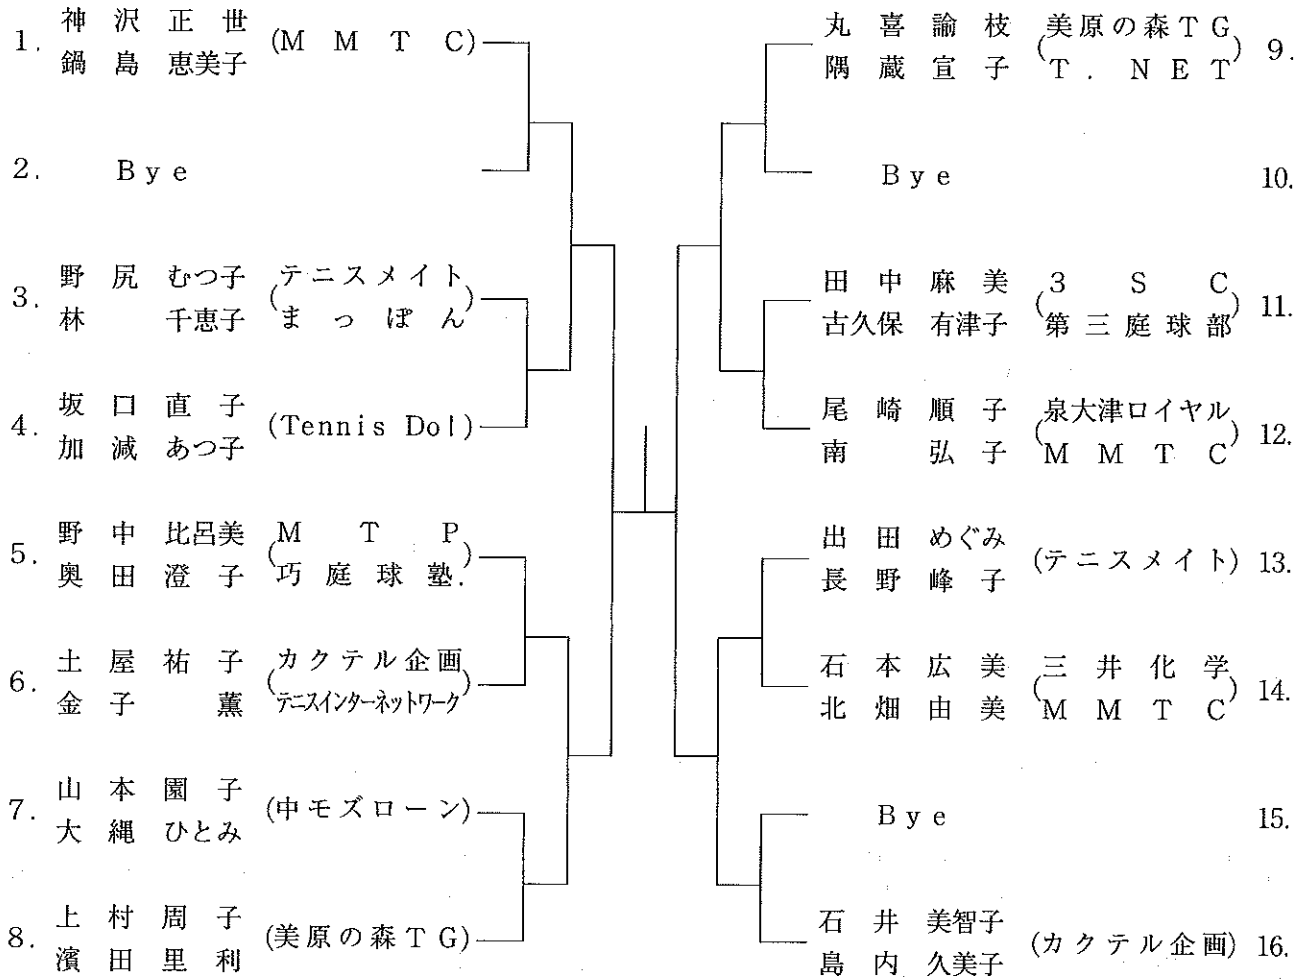 1. 神沢正世 (MMTC)
鍋島恵美子
2. Bye
3. 野尻むつ子 (テニスメイト)
林千恵子 (まっぽん)
4. 坂口直子 (Tennis Do!)
加減あつ子
5. 野中比呂美 (MTP)
奥田澄子 (巧庭球塾.)
6. 土屋祐子 (カクテル企画)
金子薫 (テニスインターネットワーク)
7. 山本園子 (中モズローン)
大縄ひとみ
8. 上村周子 (美原の森TG)
濱田里利
丸喜諭枝 (美原の森TG) 9.
隅蔵宣子 (T.NET)
Bye 10.
田中麻美 (3SC) 11.
古久保有津子 (第三庭球部)
尾崎順子 (泉大津ロイヤル) 12.
南弘子 (MMTC)
出田めぐみ (テニスメイト) 13.
長野峰子
石本広美 (三井化学) 14.
北畑由美 (MMTC)
Bye 15.
石井美智子 (カクテル企画) 16.
島内久美子